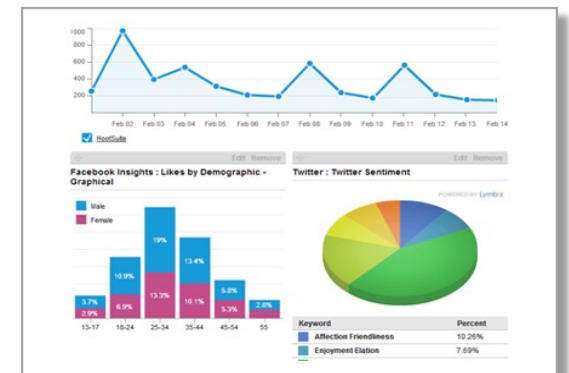 1000
800
600
400
200
Feb 02 Feb 03 Feb 04 Feb 05 Feb 06 Feb 07 Feb 08 Feb 09 Feb 10 Feb 11 Feb 12 Feb 13 Feb 14
HootSuite
Edit Remove
Facebook Insights : Likes by Demographic -
Graphical
Male
Female
3.7%
2.9%
10.9%
6.9%
19%
13.3%
13.4%
10.1%
5.8%
5.3%
2.8%
13-17 18-24 25-34 35-44 45-54 55
Edit Remove
Twitter : Twitter Sentiment
POWERED BY Lymbix
Keyword Percent
Affection Friendliness 10.26%
Enjoyment Elation 7.69%